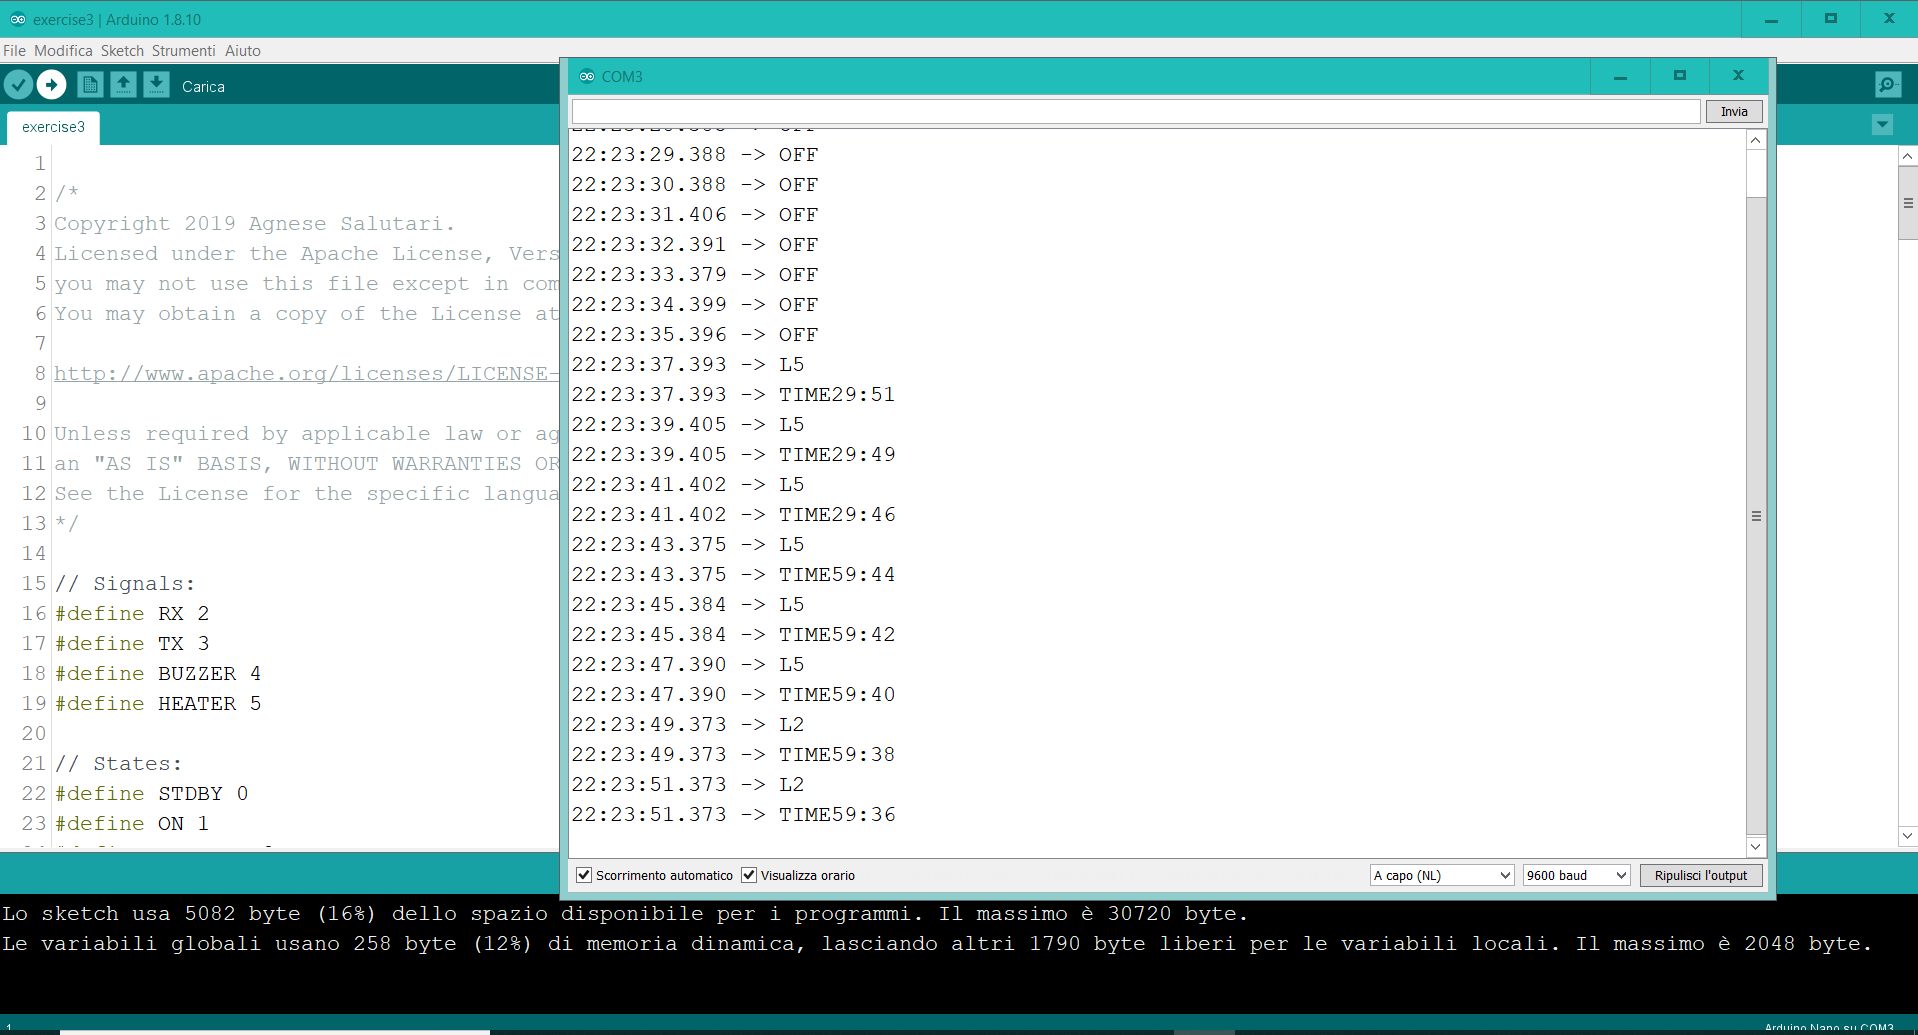 exercise3 | Arduino 1.8.10
File Modifica Sketch Strumenti Aiuto
Carica
exercise3
1
2 /*
3 Copyright 2019 Agnese Salutari.
4 Licensed under the Apache License, Vers
5 you may not use this file except in com
6 You may obtain a copy of the License at
7
8 http://www.apache.org/licenses/LICENSE-
9
10 Unless required by applicable law or ag
11 an "AS IS" BASIS, WITHOUT WARRANTIES OR
12 See the License for the specific langua
13 */
14
15 // Signals:
16 #define RX 2
17 #define TX 3
18 #define BUZZER 4
19 #define HEATER 5
20
21 // States:
22 #define STDBY 0
23 #define ON 1
COM3
Invia
22:23:29.388 -> OFF
22:23:30.388 -> OFF
22:23:31.406 -> OFF
22:23:32.391 -> OFF
22:23:33.379 -> OFF
22:23:34.399 -> OFF
22:23:35.396 -> OFF
22:23:37.393 -> L5
22:23:37.393 -> TIME29:51
22:23:39.405 -> L5
22:23:39.405 -> TIME29:49
22:23:41.402 -> L5
22:23:41.402 -> TIME29:46
22:23:43.375 -> L5
22:23:43.375 -> TIME59:44
22:23:45.384 -> L5
22:23:45.384 -> TIME59:42
22:23:47.390 -> L5
22:23:47.390 -> TIME59:40
22:23:49.373 -> L2
22:23:49.373 -> TIME59:38
22:23:51.373 -> L2
22:23:51.373 -> TIME59:36
Scorrimento automatico Visualizza orario A capo (NL) 9600 baud Ripulisci l'output
Lo sketch usa 5082 byte (16%) dello spazio disponibile per i programmi. Il massimo è 30720 byte.
Le variabili globali usano 258 byte (12%) di memoria dinamica, lasciando altri 1790 byte liberi per le variabili locali. Il massimo è 2048 byte.
1 Arduino Nano su COM3